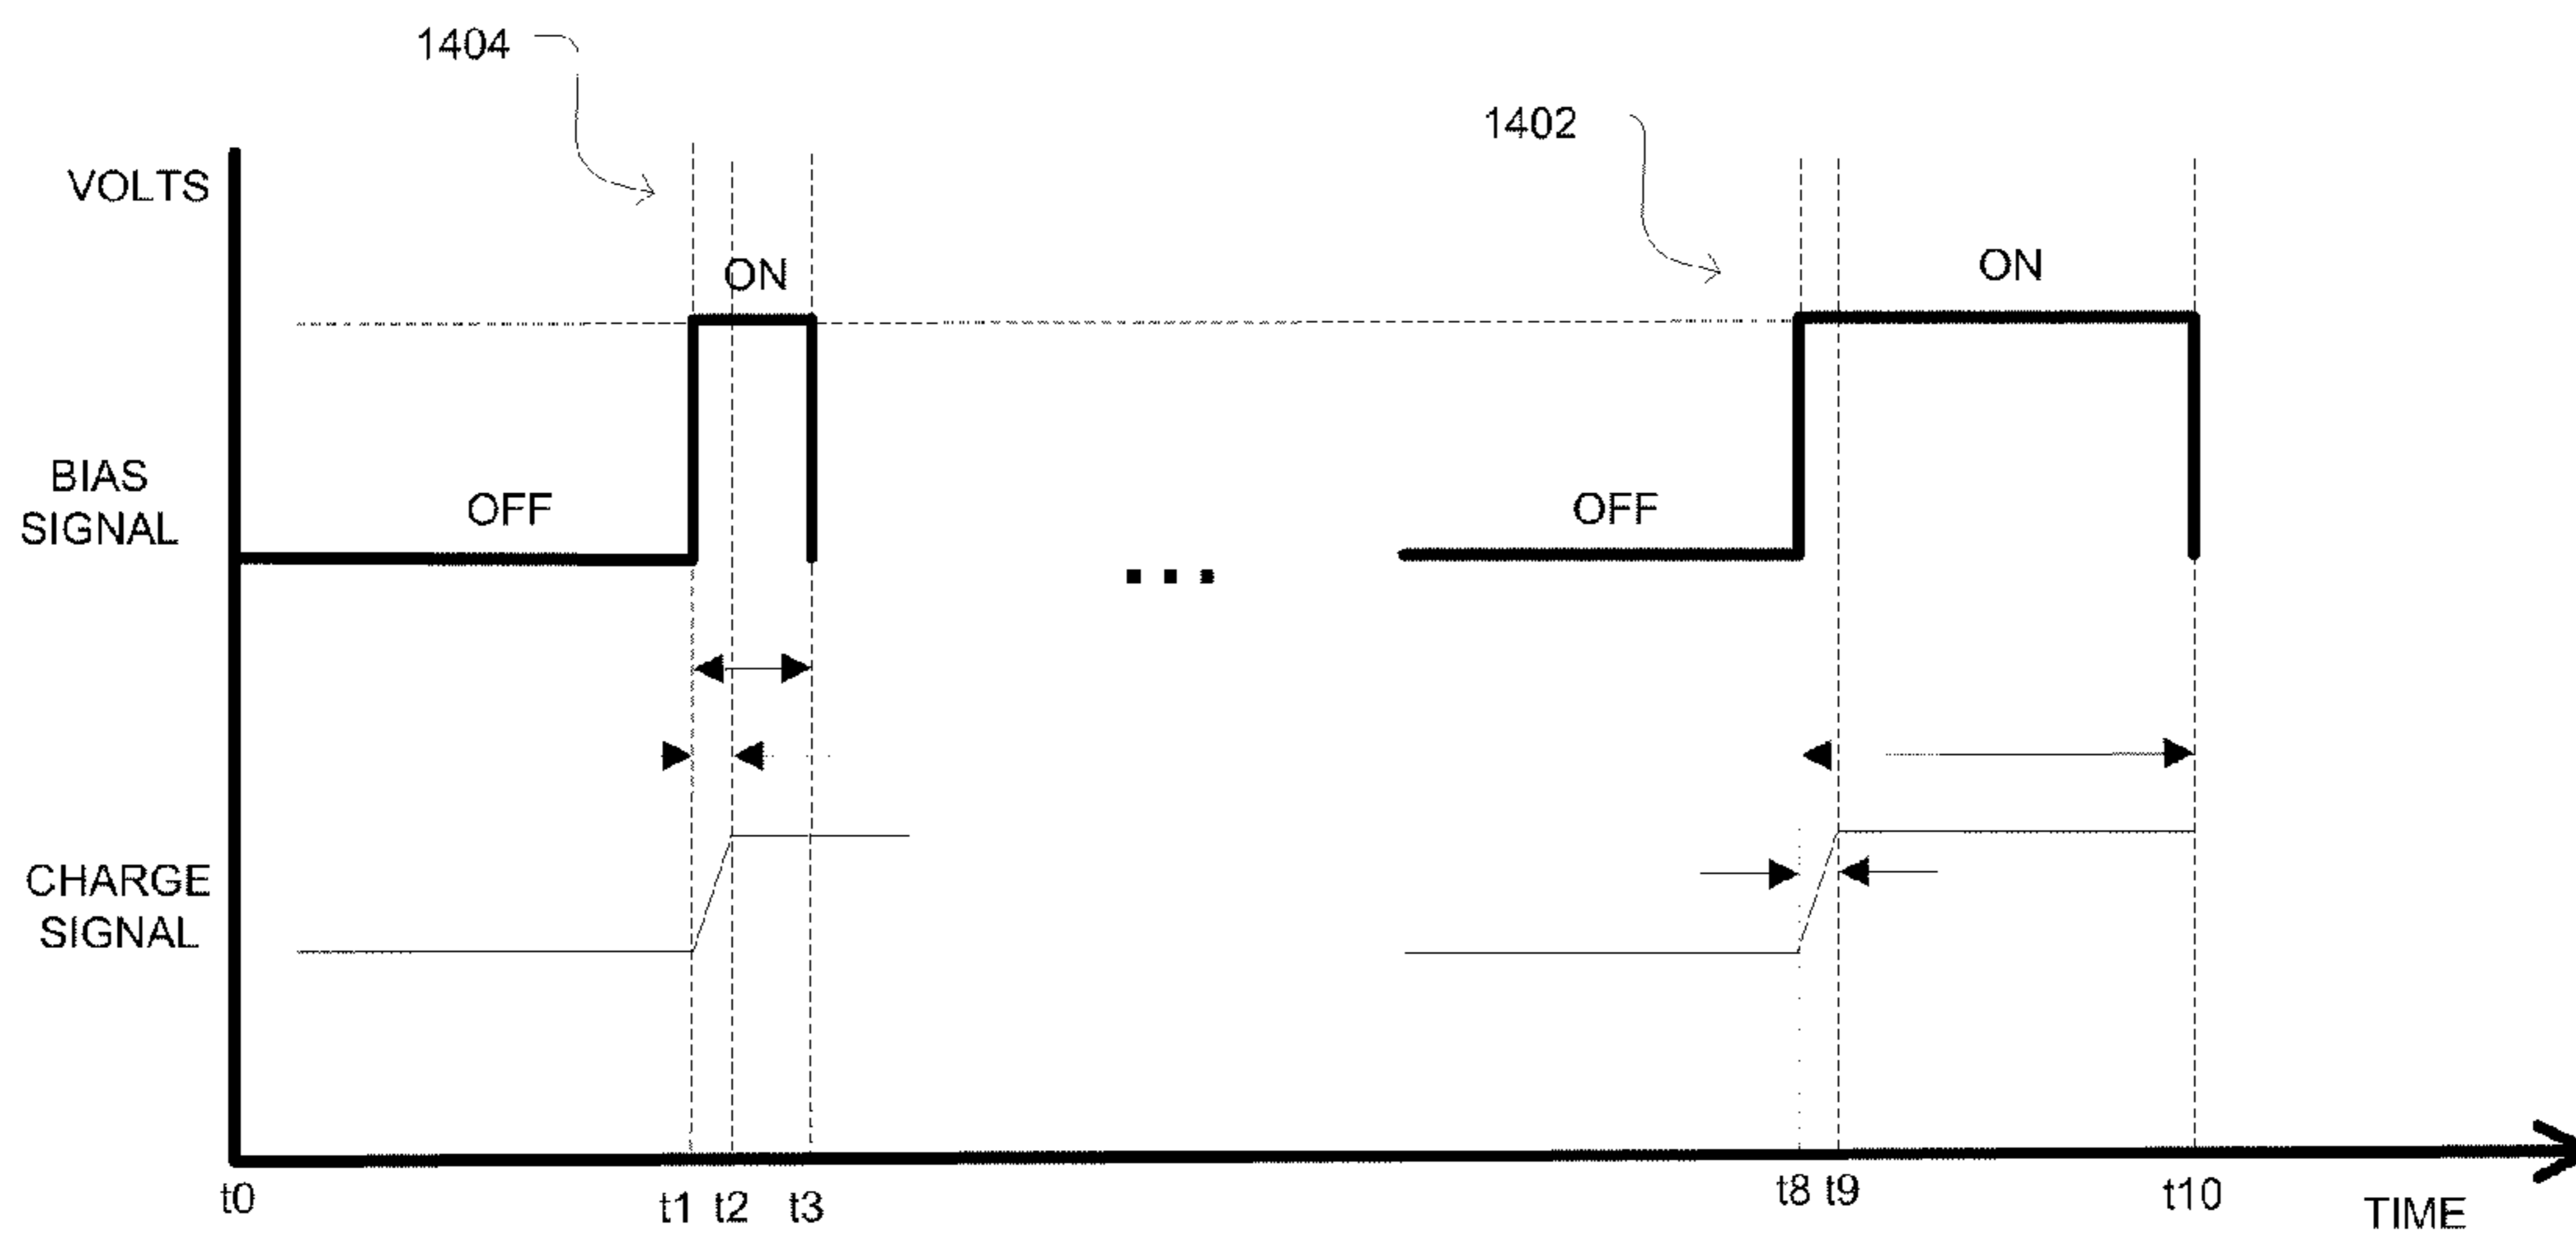 1404
1402
VOLTS
ON
ON
BIAS
SIGNAL
OFF
OFF
...
CHARGE
SIGNAL
t0
t1
t2
t3
t8
t9
t10
TIME